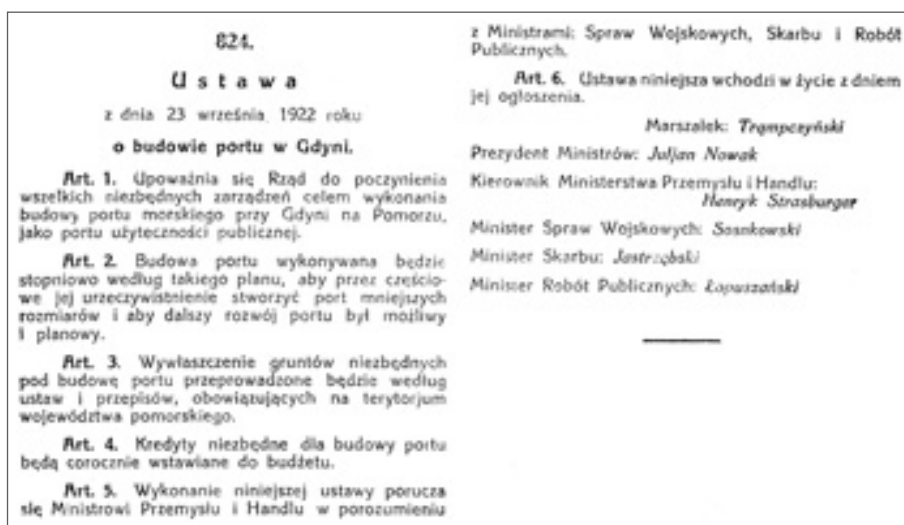 824.
Ustawa
z dnia 23 września 1922 roku
o budowie portu w Gdyni.
Art. 1. Upoważnia się Rząd do poczynienia
wszelkich niezbędnych zarządzeń celem wykonania
budowy portu morskiego przy Gdyni na Pomorzu,
jako portu użyteczności publicznej.
Art. 2. Budowa portu wykonywana będzie
stopniowo według takiego planu, aby przez częścio-
we jej urzeczywistnienie stworzyć port mniejszych
rozmiarów i aby dalszy rozwój portu był możliwy
i planowy.
Art. 3. Wywłaszczenie gruntów niezbędnych
pod budowę portu przeprowadzone będzie według
ustaw i przepisów, obowiązujących na terytorjum
województwa pomorskiego.
Art. 4. Kredyty niezbędne dla budowy portu
będą corocznie wstawiane do budżetu.
Art. 5. Wykonanie niniejszej ustawy porucza
się Ministrowi Przemysłu i Handlu w porozumieniu
z Ministrami: Spraw Wojskowych, Skarbu i Robót
Publicznych.
Art. 6. Ustawa niniejsza wchodzi w życie z dniem
jej ogłoszenia.
Marszałek: Trąmpczyński
Prezydent Ministrów: Juljan Nowak
Kierownik Ministerstwa Przemysłu i Handlu:
Henryk Strasburger
Minister Spraw Wojskowych: Sosnkowski
Minister Skarbu: Jastrzębski
Minister Robót Publicznych: Łopuszański